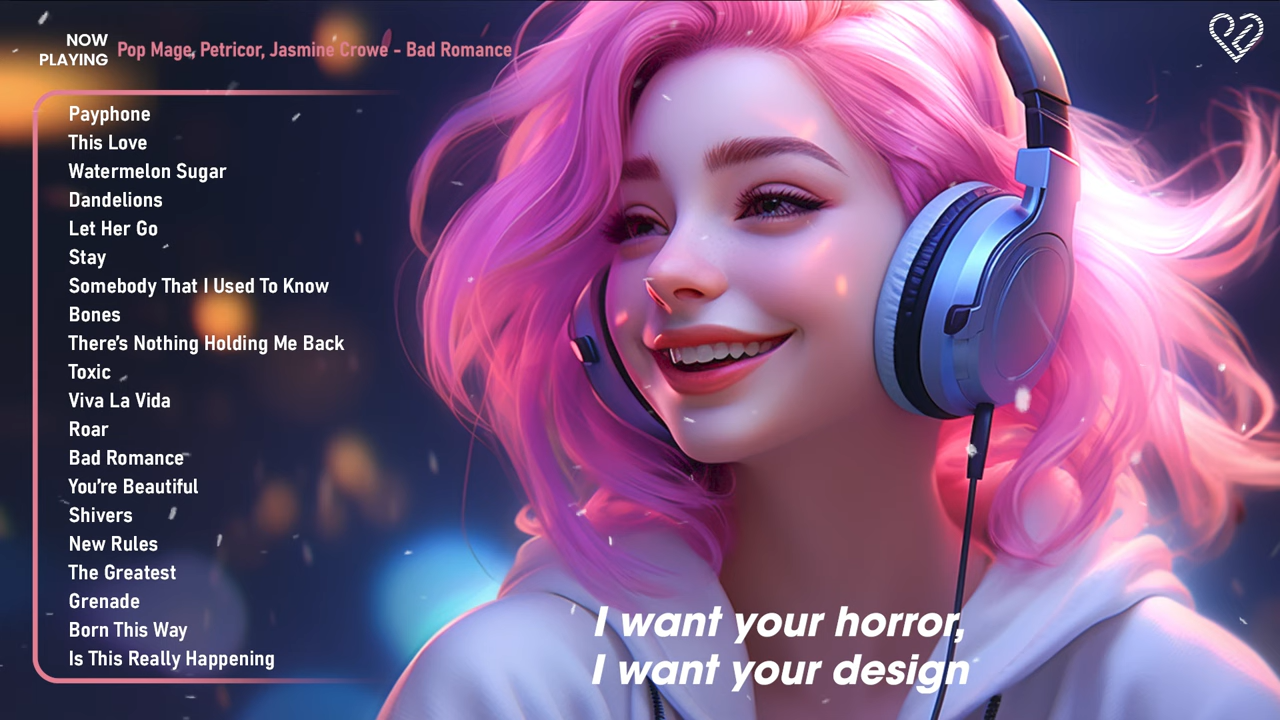 NOW
PLAYING
Pop Mage, Petricor, Jasmine Crowe - Bad Romance
Payphone
This Love
Watermelon Sugar
Dandelions
Let Her Go
Stay
Somebody That I Used To Know
Bones
There's Nothing Holding Me Back
Toxic
Viva La Vida
Roar
Bad Romance
You're Beautiful
Shivers
New Rules
The Greatest
Grenade
Born This Way
Is This Really Happening
I want your horror,
I want your design